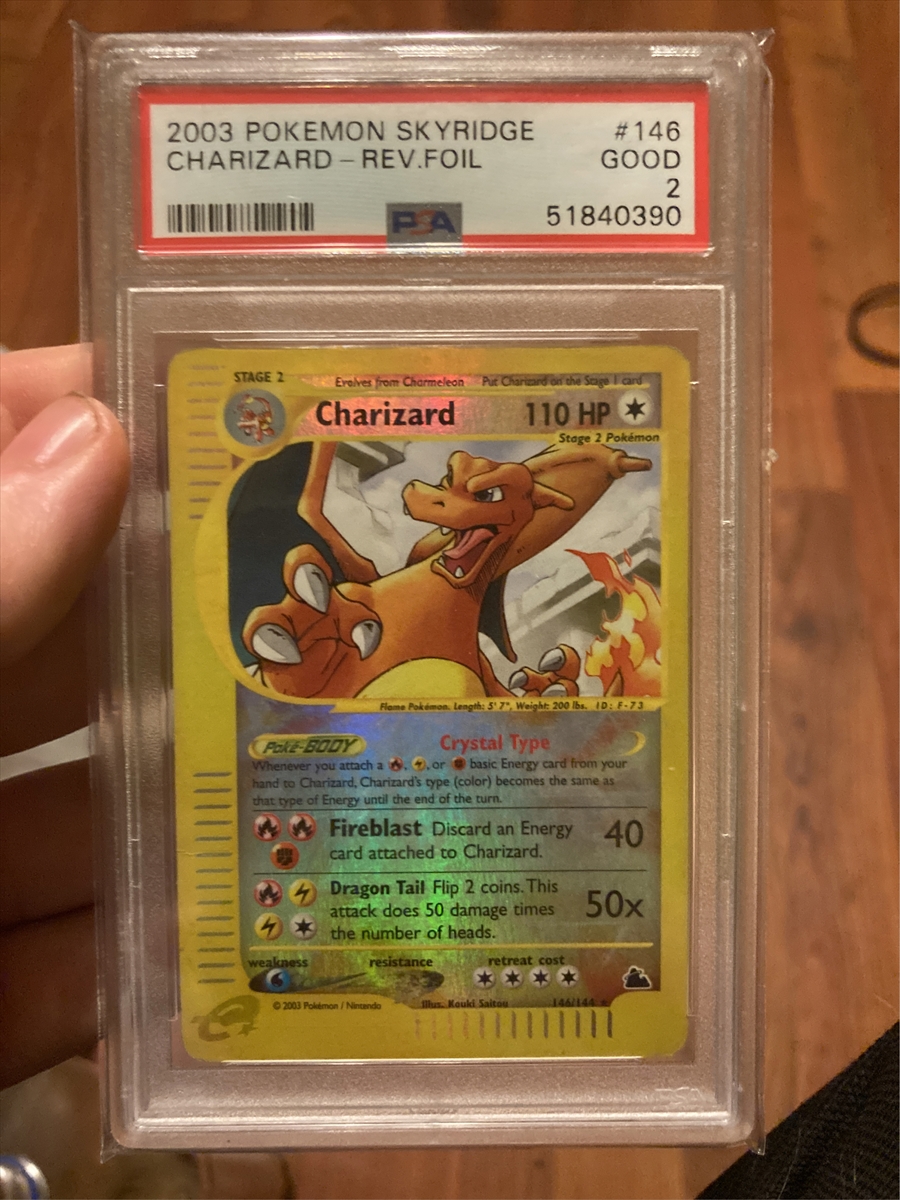 2003 POKEMON SKYRIDGE #146
CHARIZARD - REV.FOIL GOOD
2
PSA 51840390
STAGE 2 Evolves from Charmeleon Put Charizard on the Stage 1 card
Charizard 110 HP
Stage 2 Pokémon
Flame Pokémon. Length: 5' 7", Weight: 200 lbs. ID: F-73
Poké-BODY Crystal Type
Whenever you attach a , , or basic Energy card from your
hand to Charizard, Charizard's type (color) becomes the same as
that type of Energy until the end of the turn.
Fireblast Discard an Energy 40
card attached to Charizard.
Dragon Tail Flip 2 coins. This
attack does 50 damage times 50x
the number of heads.
weakness resistance retreat cost
© 2003 Pokémon / Nintendo Illus. Kouki Saitou 146/144